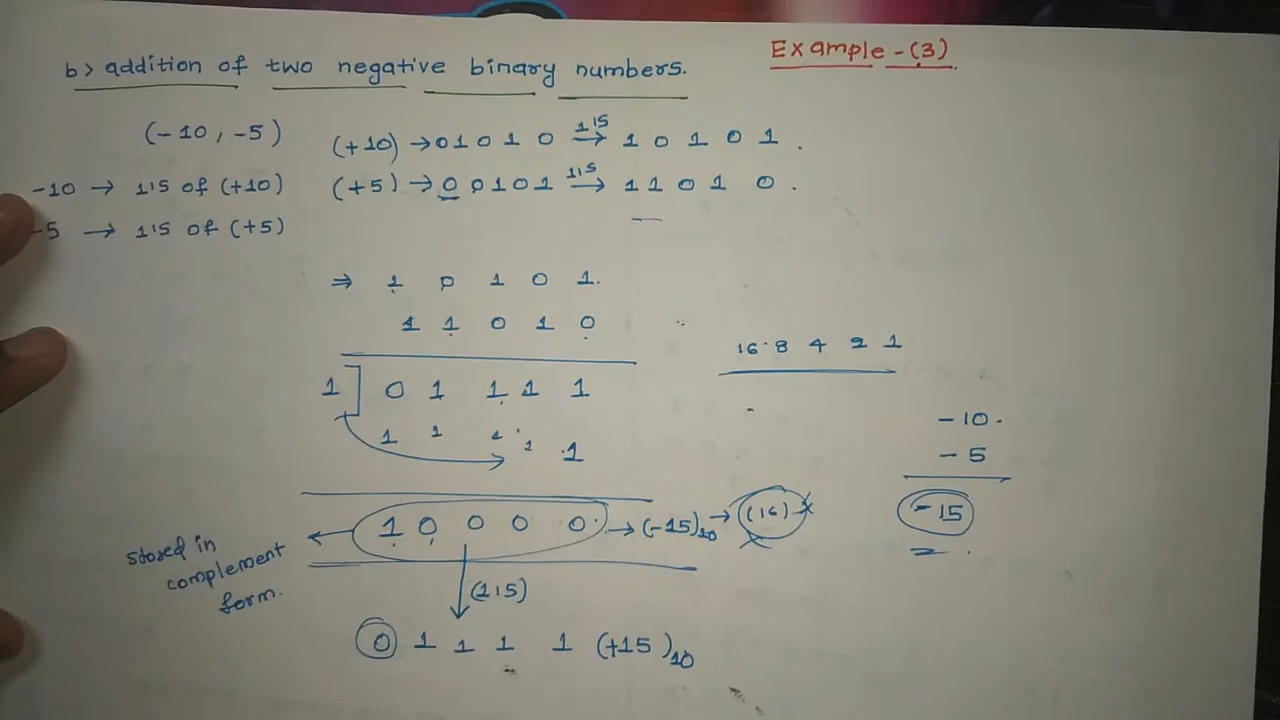 Example-(3)
b) addition of two negative binary numbers.
(-10, -5) (+10) → 0 1 0 1 0 1's→ 1 0 1 0 1.
-10 → 1's of (+10) (+5) → 0 0 1 0 1 1's→ 1 1 0 1 0.
-5 → 1's of (+5)
⇒ 1 0 1 0 1.
1 1 0 1 0
16 8 4 2 1
1] 0 1 1 1 1
1 1 1 1 1
-10.
-5
-15
1 0 0 0 0 → (-15)10 → (16)
stored in
complement
form.
(1's)
0 1 1 1 1 (+15)10